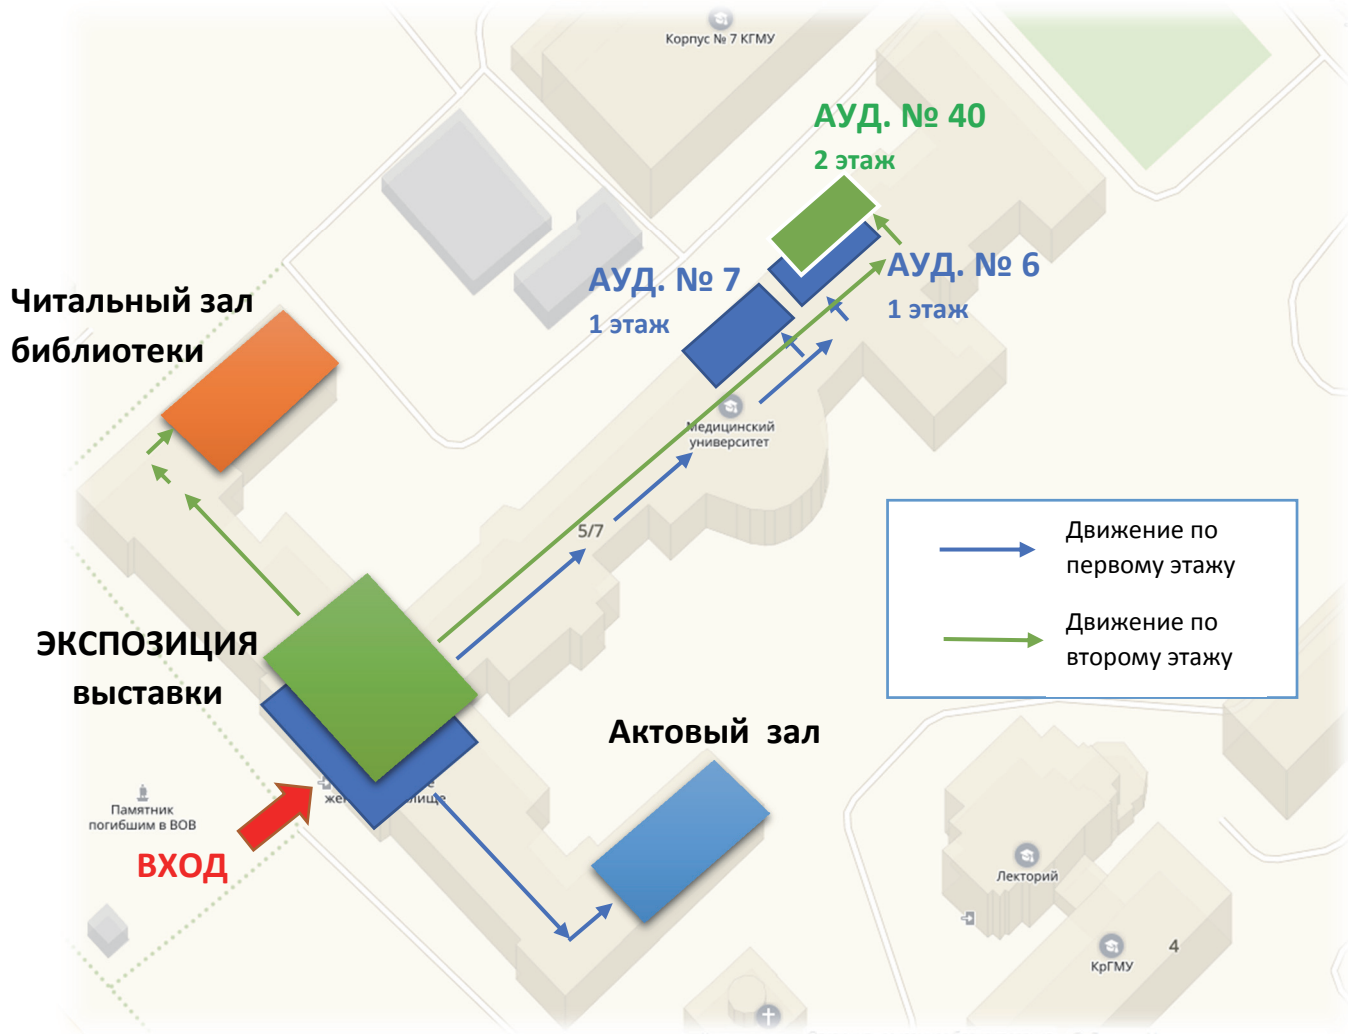 Корпус № 7 КГМУ
АУД. № 40
2 этаж
АУД. № 7
1 этаж
АУД. № 6
1 этаж
Читальный зал
библиотеки
Медицинский
университет
5/7
Движение по
первому этажу
Движение по
второму этажу
ЭКСПОЗИЦИЯ
выставки
Актовый зал
Памятник
погибшим в ВОВ
ВХОД
Лекторий
КрГМУ
4